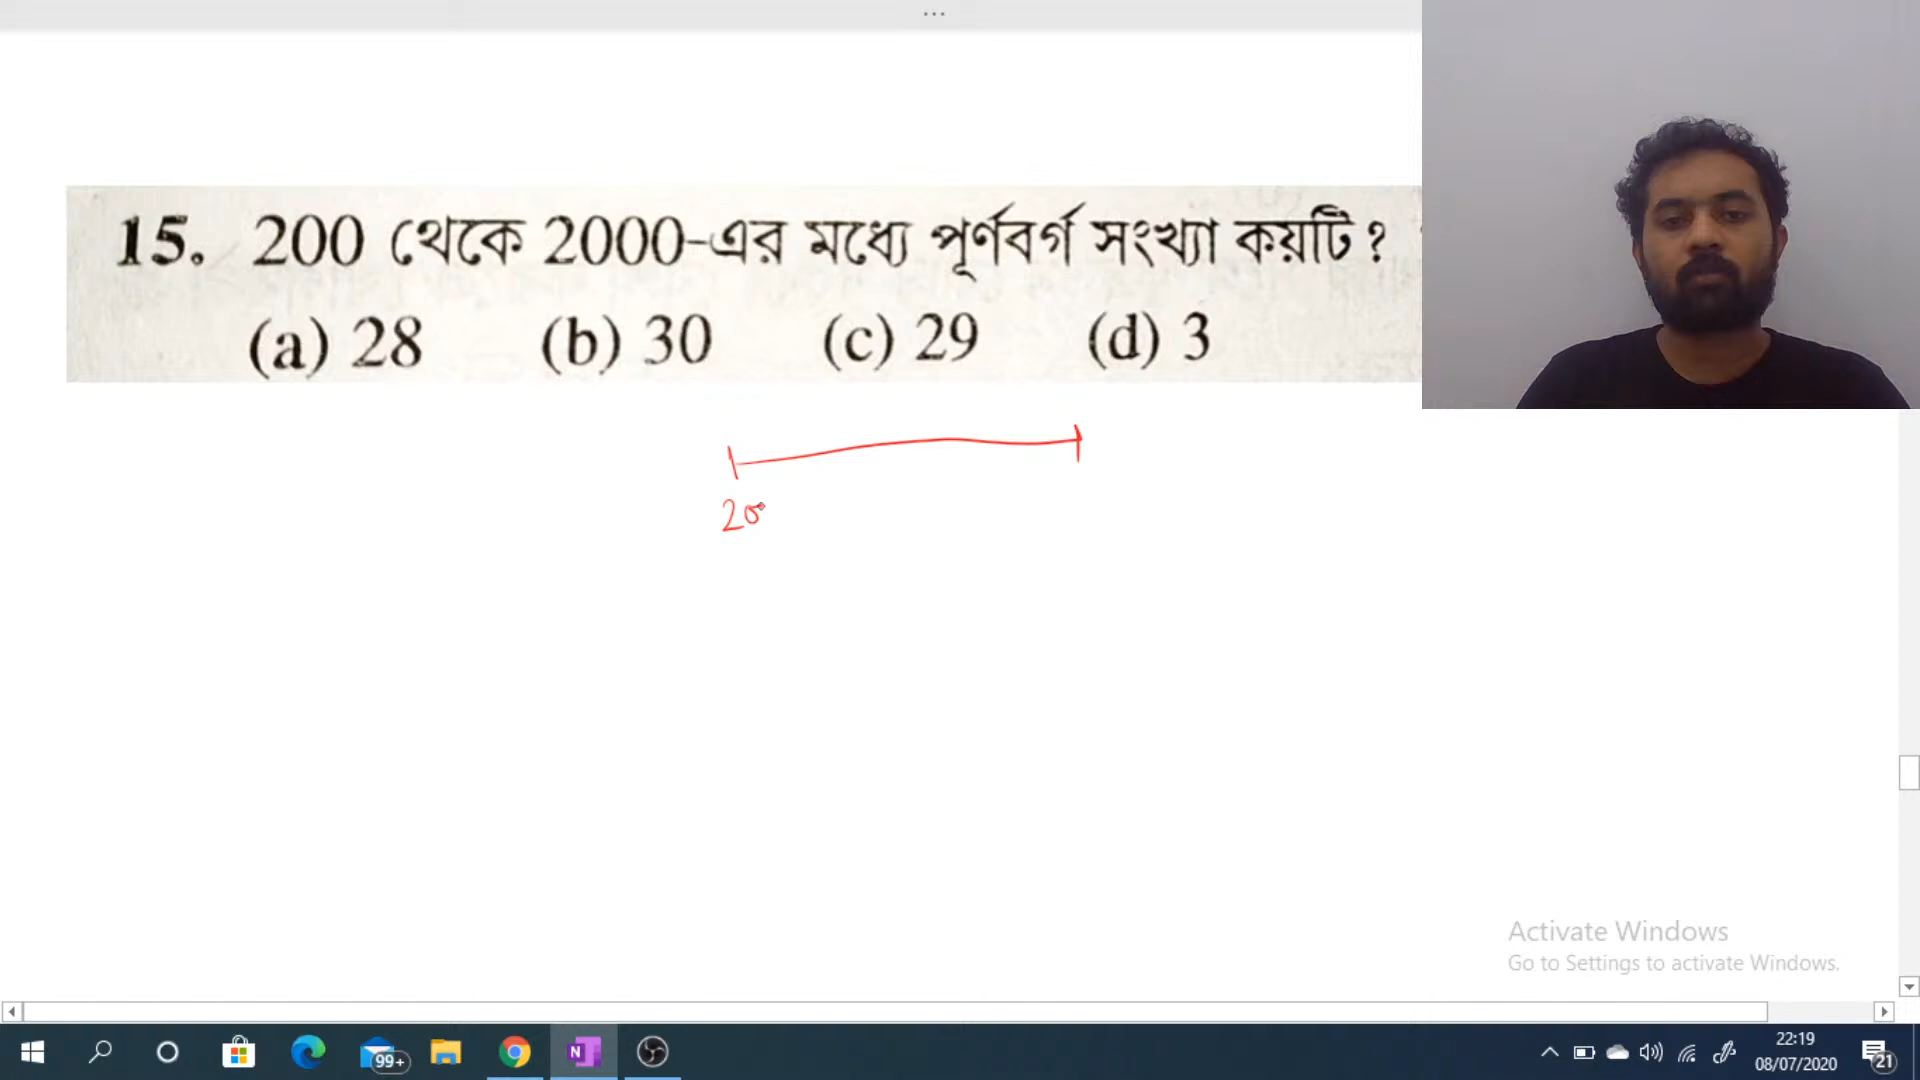 ...
15. 200 থেকে 2000-এর মধ্যে পূর্ণবর্গ সংখ্যা কয়টি?
(a) 28 (b) 30 (c) 29 (d) 3
200
Activate Windows
Go to Settings to activate Windows.
99+
N
22:19
08/07/2020
21